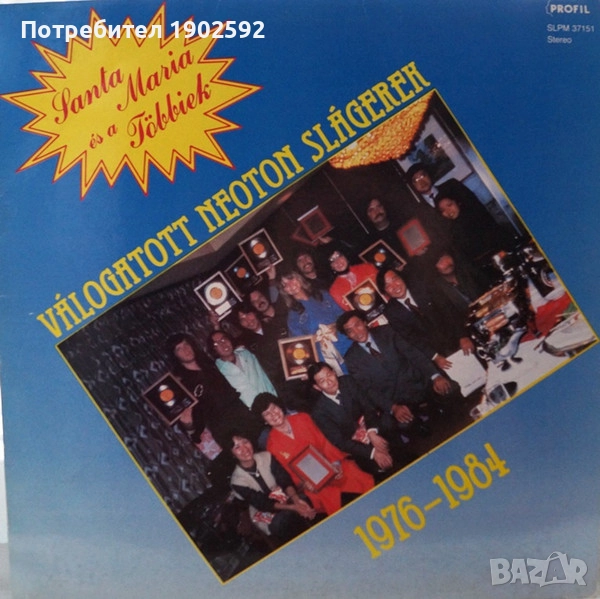 Потребител 1902592
PROFIL
SLPM 37151
Stereo
Santa
Maria
és a
Többiek
VÁLOGATOTT NEOTON SLÁGEREK
1976–1984
BAZAR